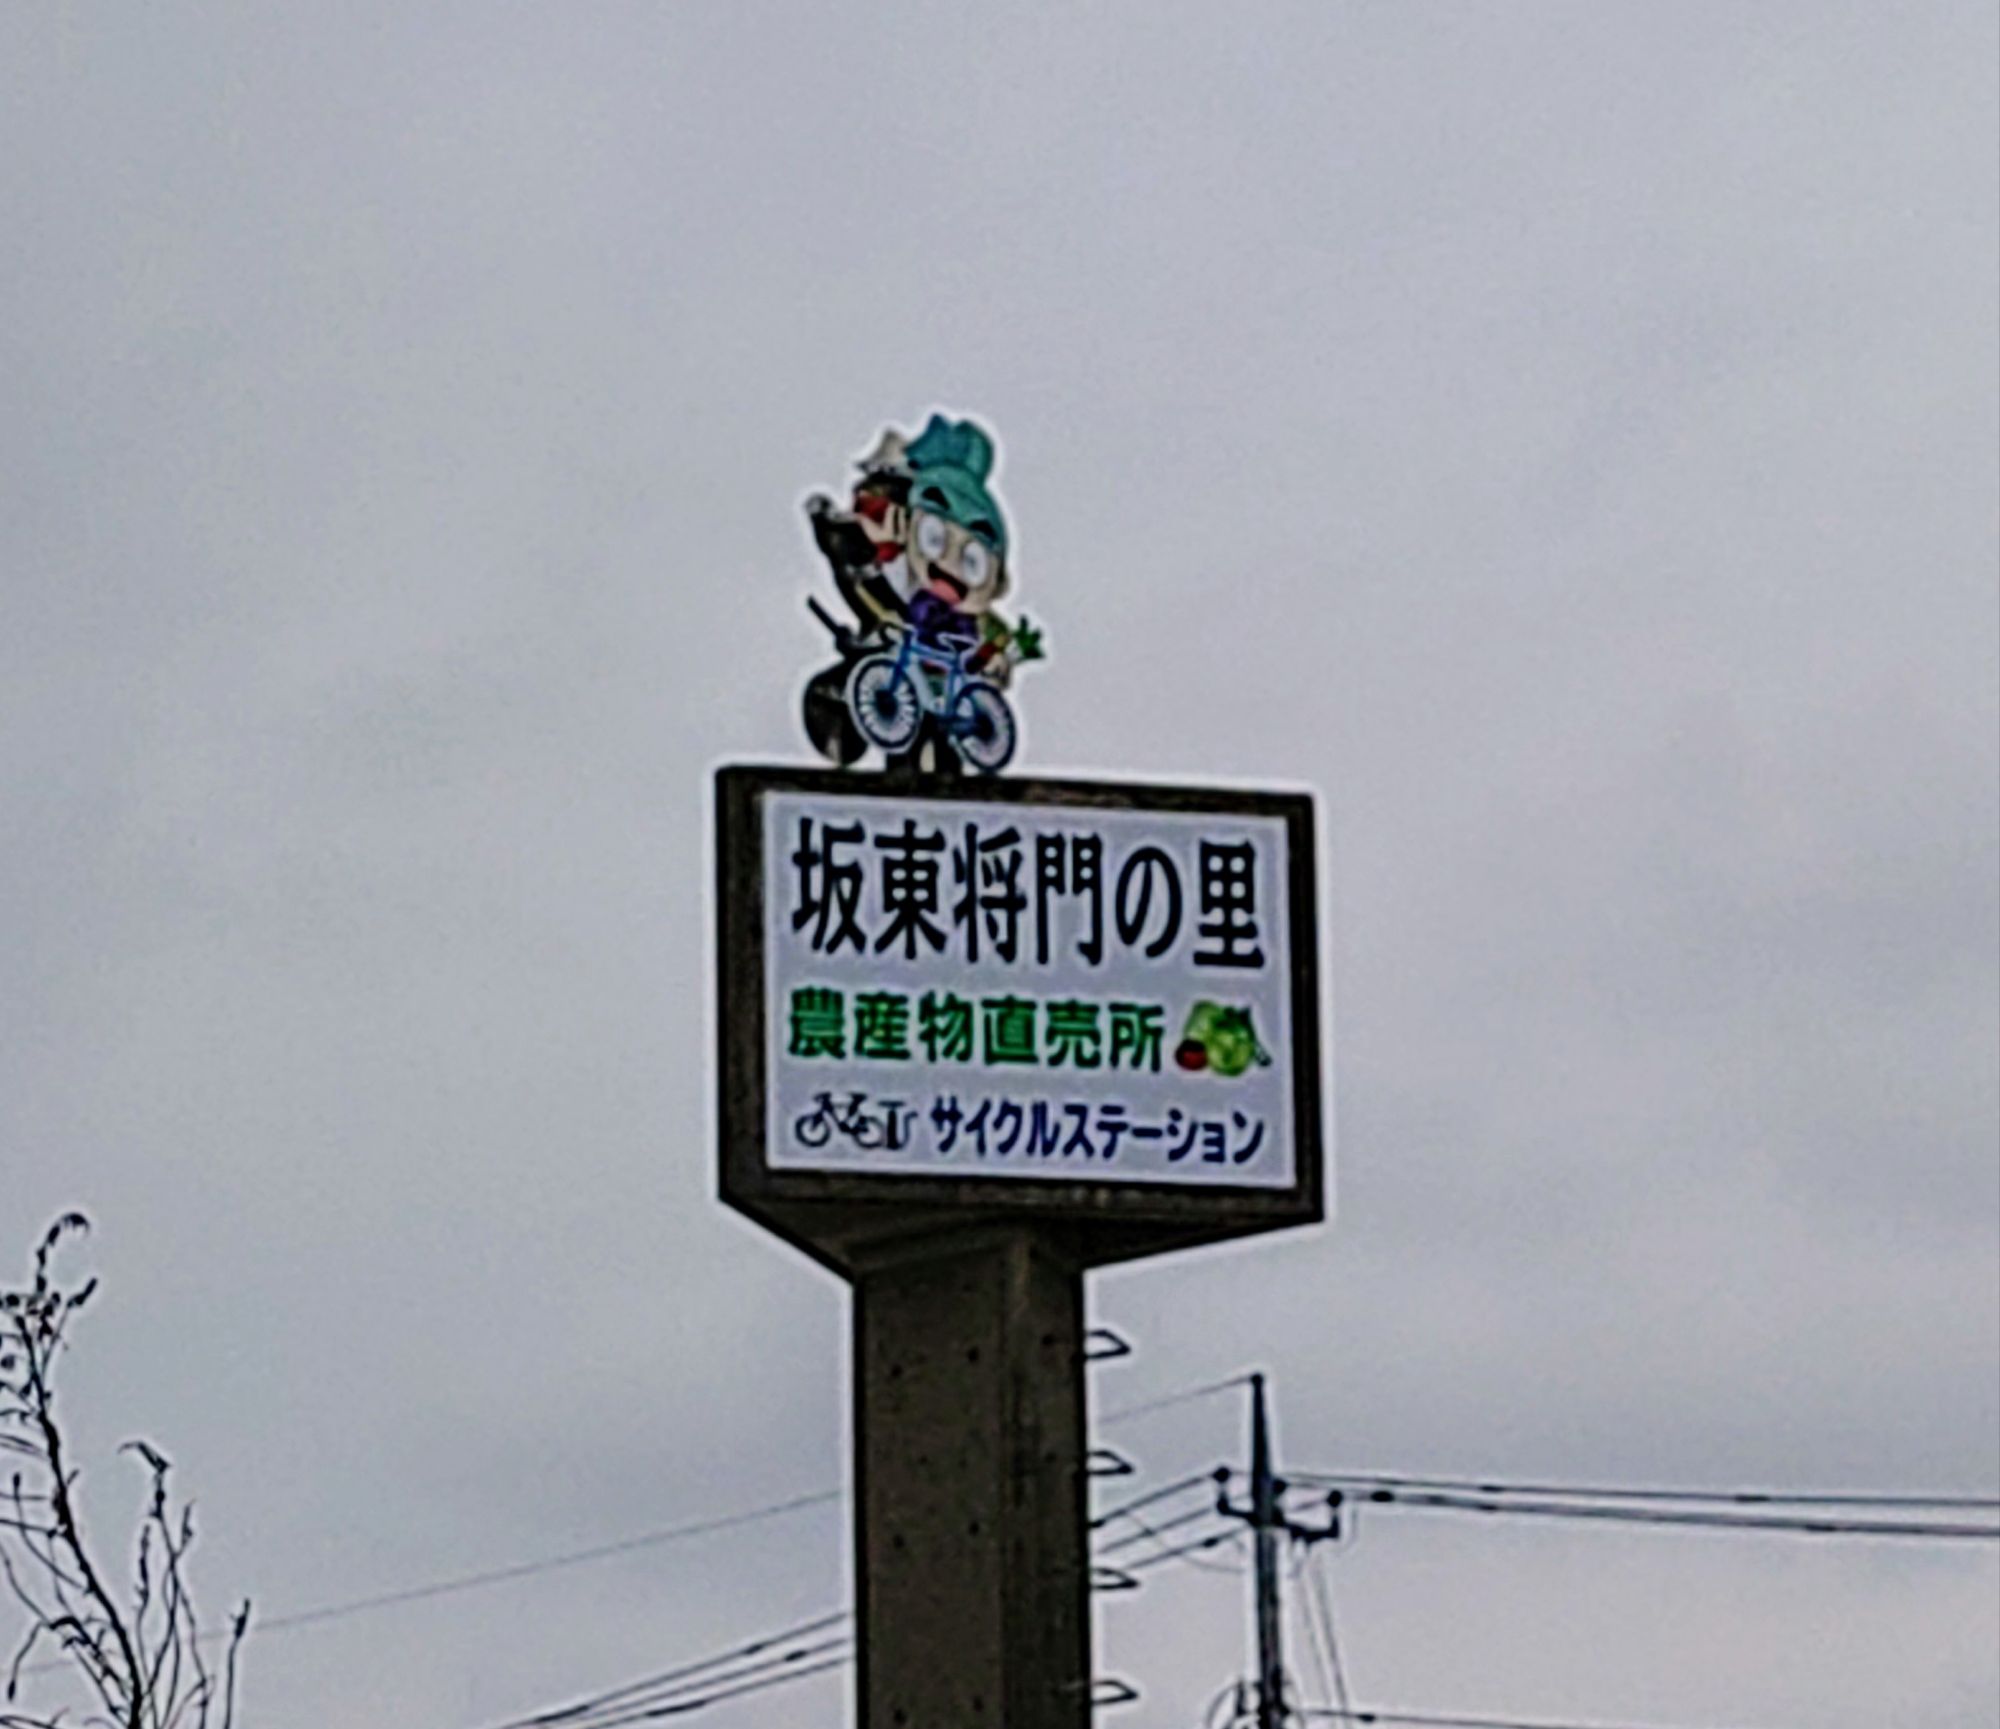 坂東将門の里
農産物直売所
サイクルステーション